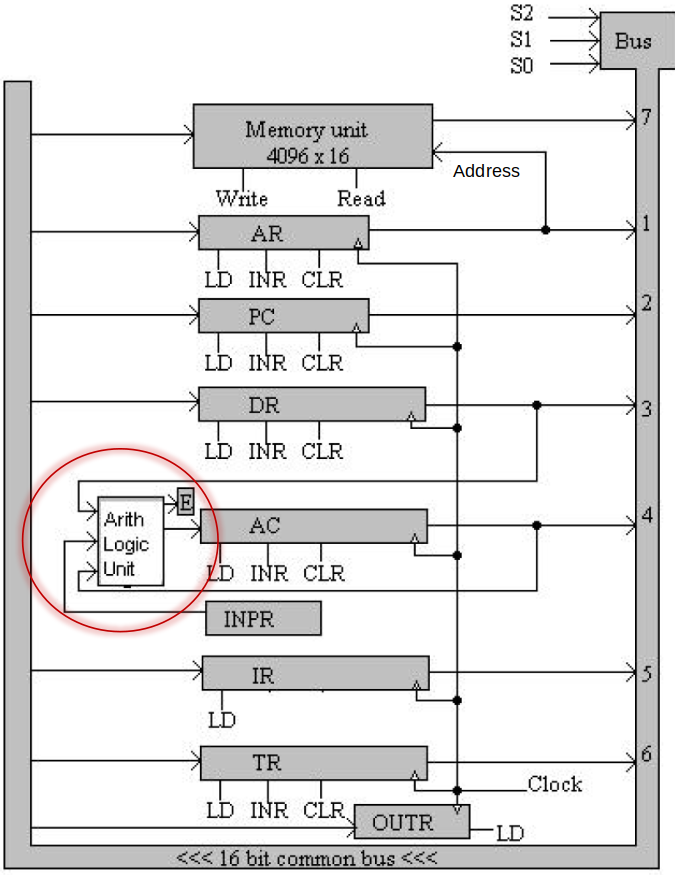 S2
S1
S0
Bus
Memory unit
4096 x 16
7
Address
Write Read
AR
1
LD INR CLR
PC
2
LD INR CLR
DR
3
LD INR CLR
E
Arith
Logic
Unit
AC
4
LD INR CLR
INPR
IR
5
LD
TR
6
LD INR CLR
Clock
OUTR
LD
<<< 16 bit common bus <<<